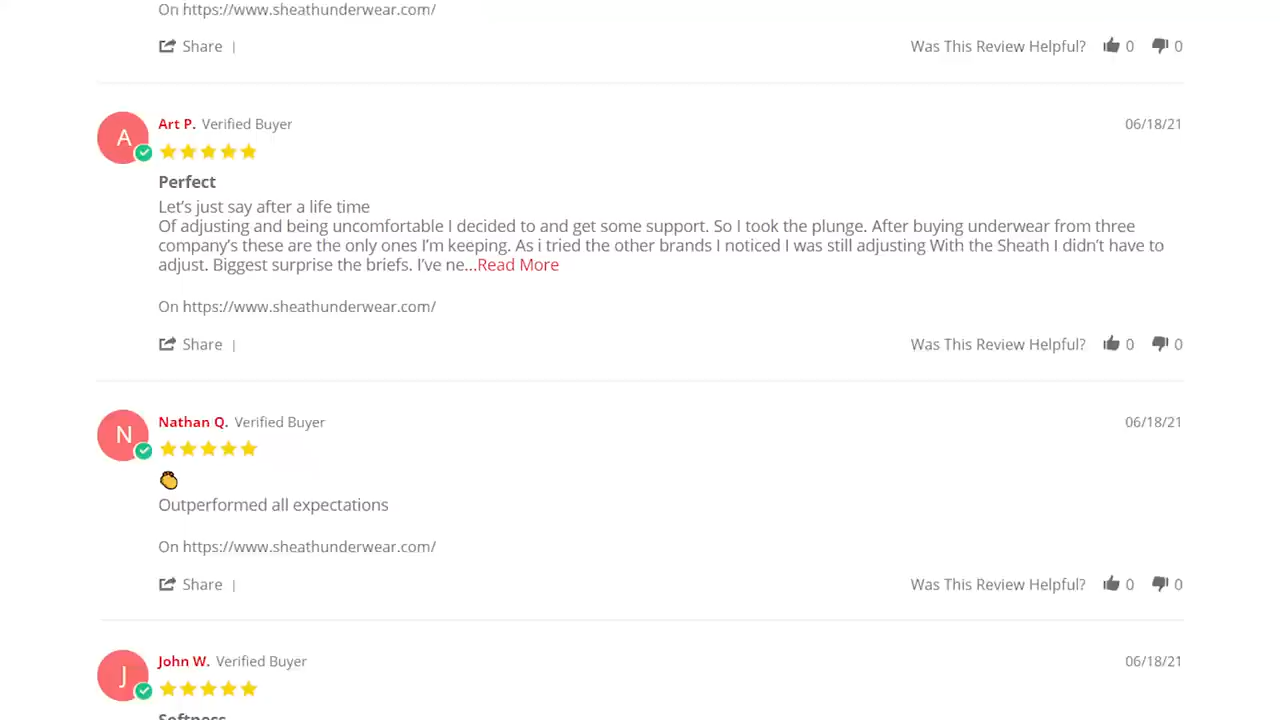 On https://www.sheathunderwear.com/
Share |
Was This Review Helpful? 0 0
A
Art P. Verified Buyer
06/18/21
Perfect
Let's just say after a life time
Of adjusting and being uncomfortable I decided to and get some support. So I took the plunge. After buying underwear from three
company's these are the only ones I'm keeping. As i tried the other brands I noticed I was still adjusting With the Sheath I didn't have to
adjust. Biggest surprise the briefs. I've ne...Read More
On https://www.sheathunderwear.com/
Share |
Was This Review Helpful? 0 0
N
Nathan Q. Verified Buyer
06/18/21
Outperformed all expectations
On https://www.sheathunderwear.com/
Share |
Was This Review Helpful? 0 0
J
John W. Verified Buyer
06/18/21
Softness